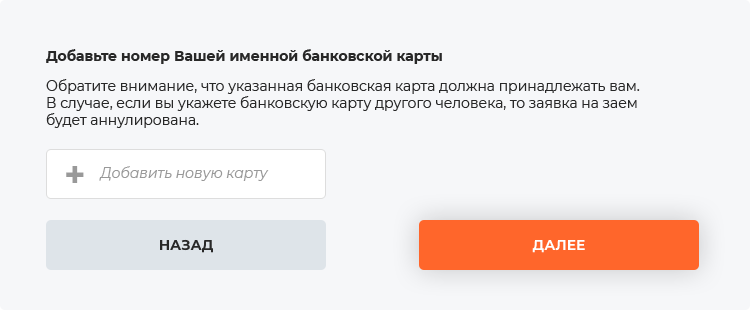 Добавьте номер Вашей именной банковской карты
Обратите внимание, что указанная банковская карта должна принадлежать вам.
В случае, если вы укажете банковскую карту другого человека, то заявка на заем
будет аннулирована.
Добавить новую карту
НАЗАД
ДАЛЕЕ